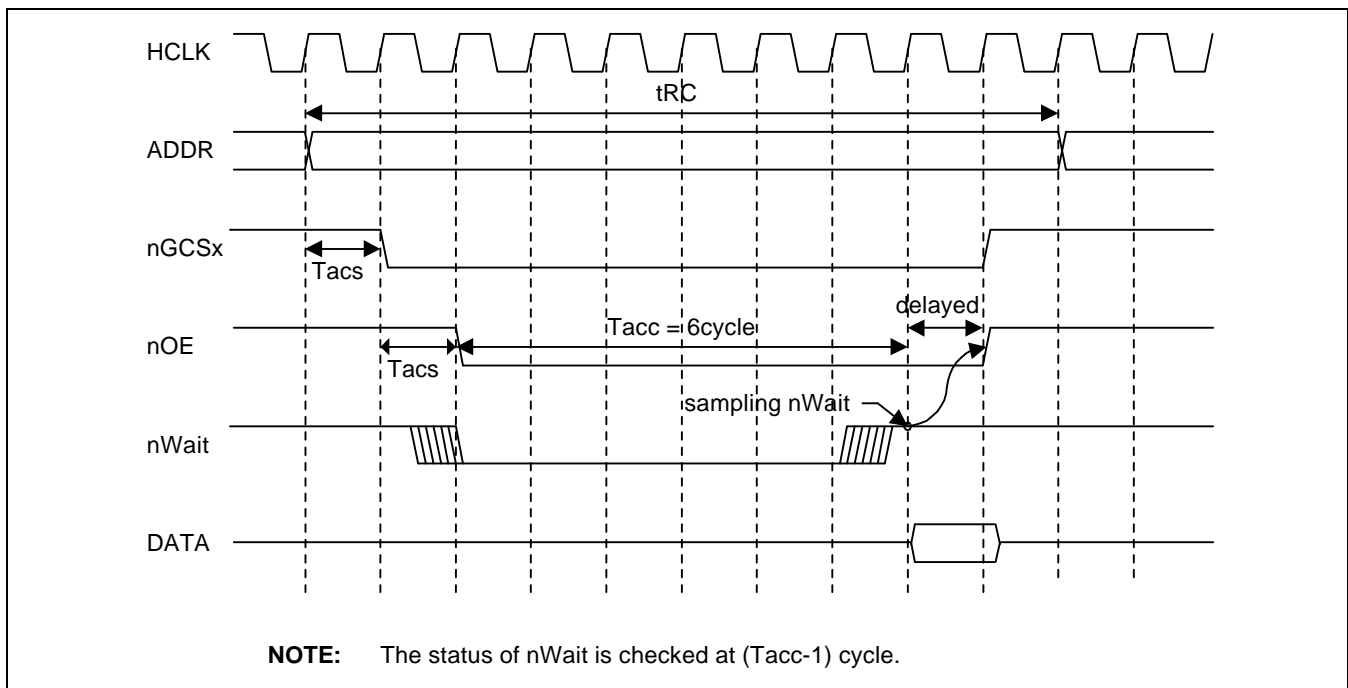 HCLK
tRC
ADDR
nGCSx
Tacs
delayed
Tacc = 6cycle
nOE
Tacs
sampling nWait
nWait
DATA
NOTE: The status of nWait is checked at (Tacc-1) cycle.